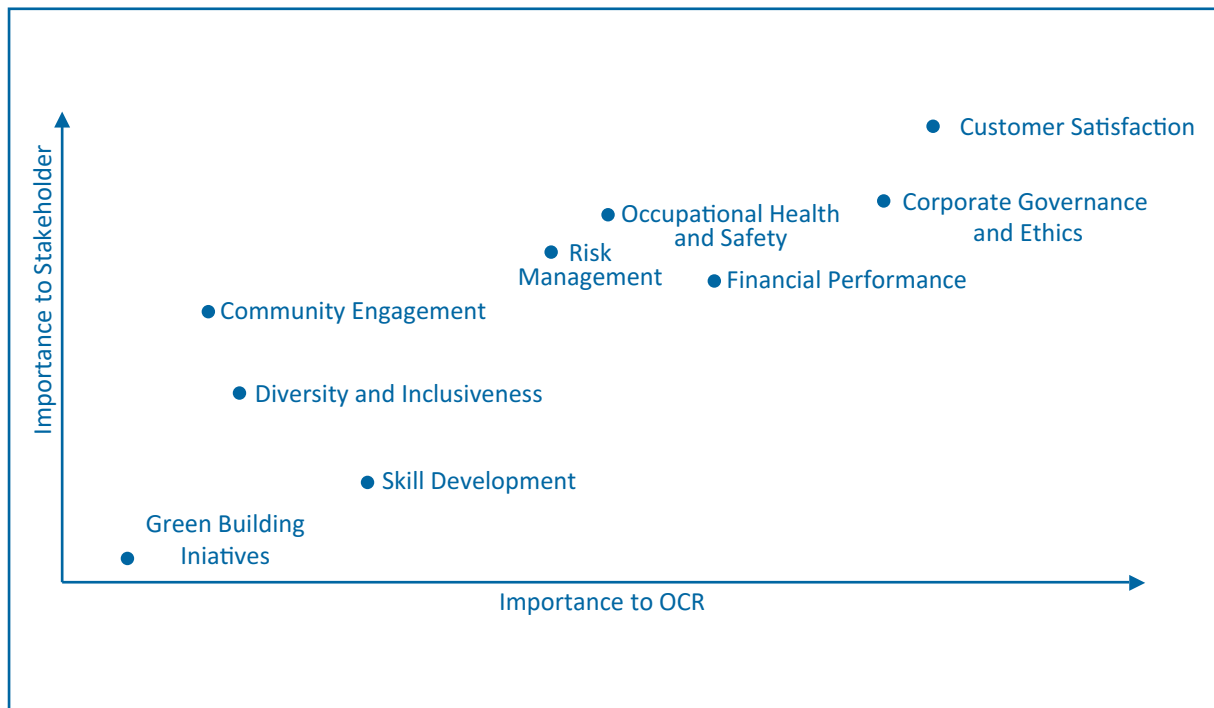 Importance to Stakeholder
Customer Satisfaction
Corporate Governance
and Ethics
Occupational Health
and Safety
Risk
Management
Financial Performance
Community Engagement
Diversity and Inclusiveness
Skill Development
Green Building
Iniatives
Importance to OCR